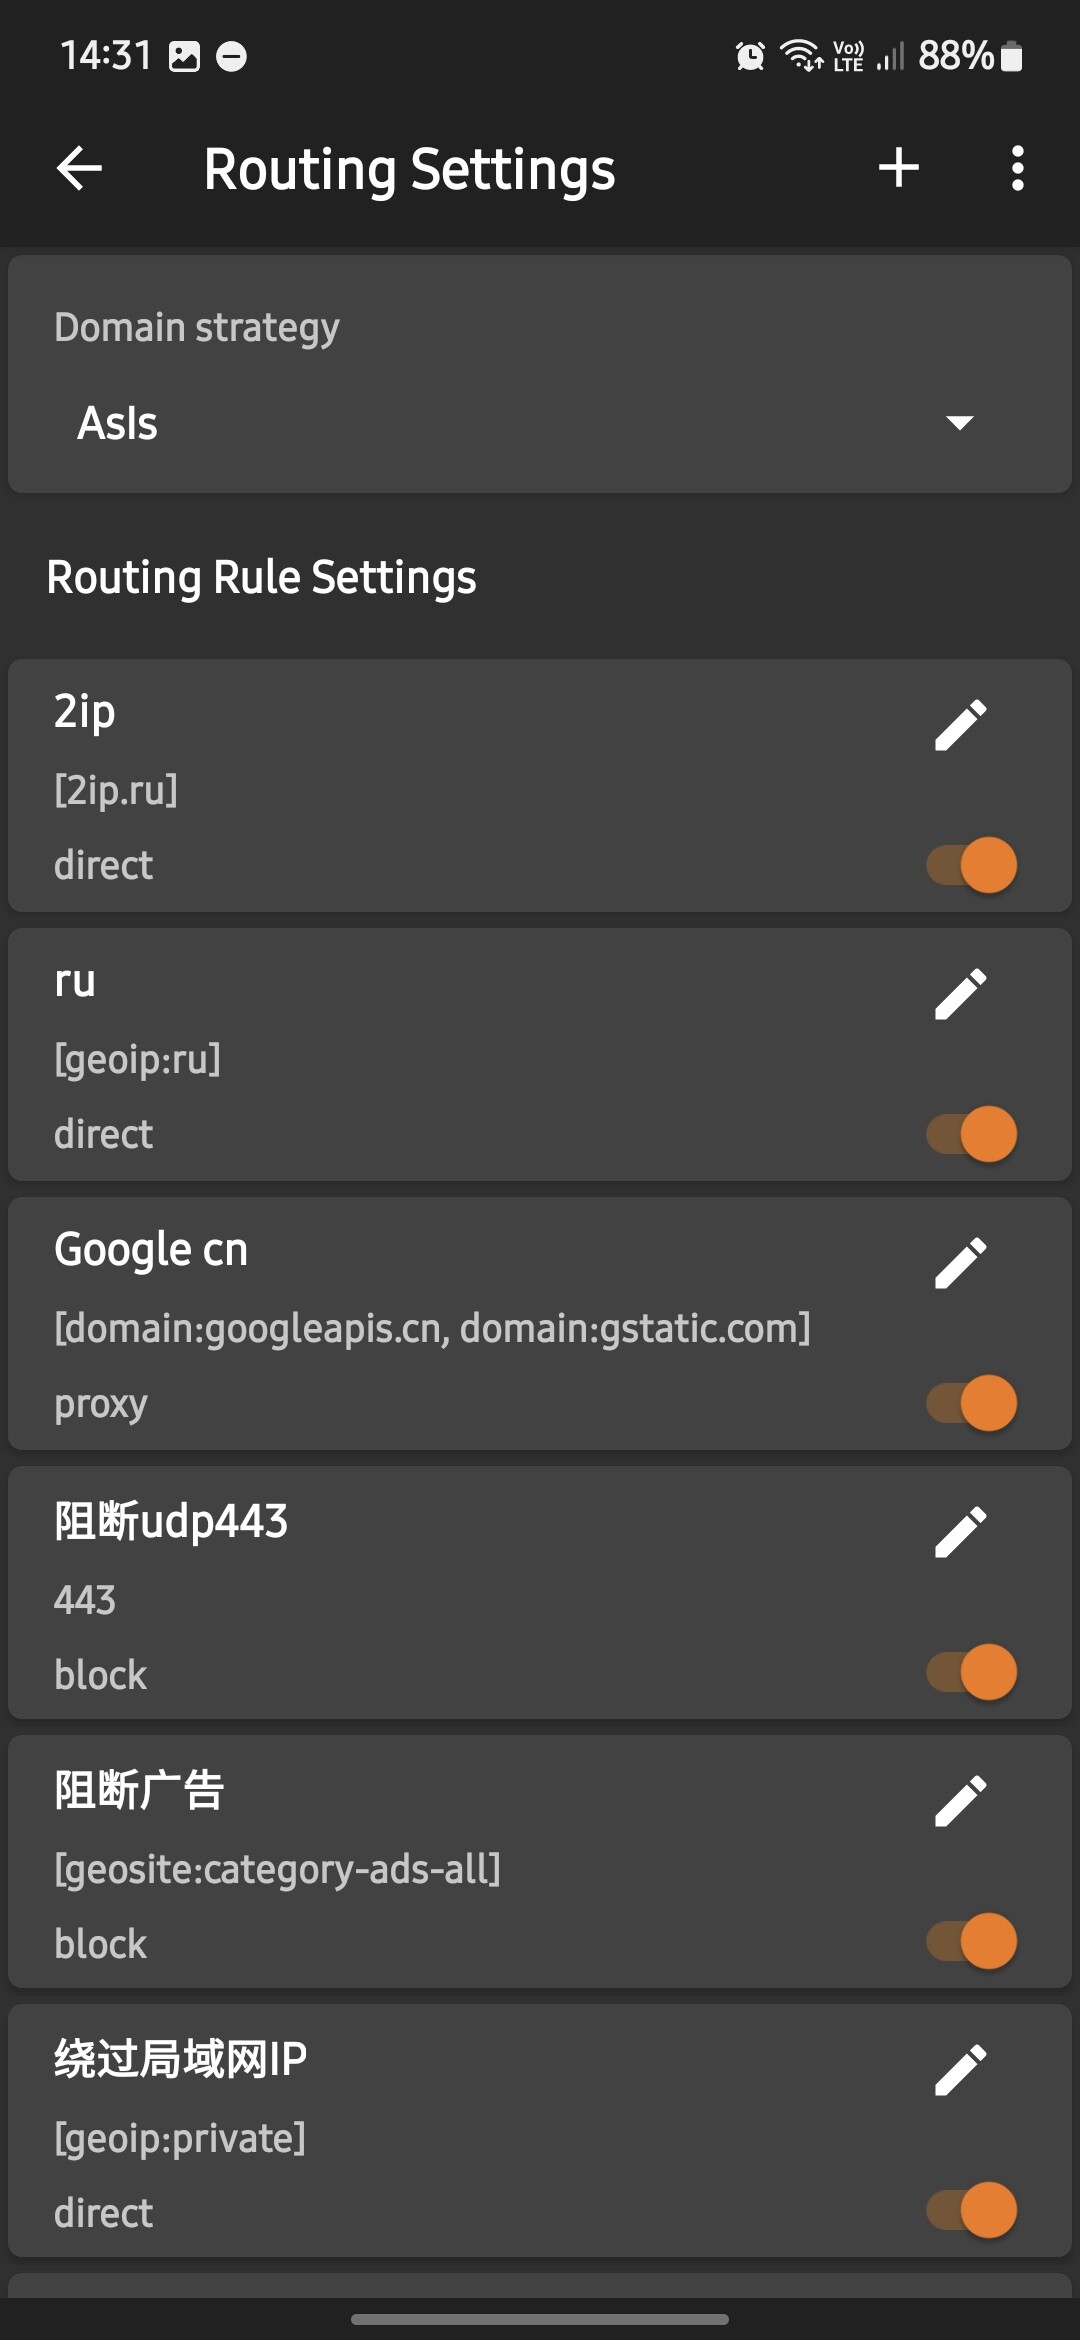 14:31
Vo)) LTE 88%
Routing Settings
Domain strategy
AsIs
Routing Rule Settings
2ip
[2ip.ru]
direct
ru
[geoip:ru]
direct
Google cn
[domain:googleapis.cn, domain:gstatic.com]
proxy
阻断udp443
443
block
阻断广告
[geosite:category-ads-all]
block
绕过局域网IP
[geoip:private]
direct